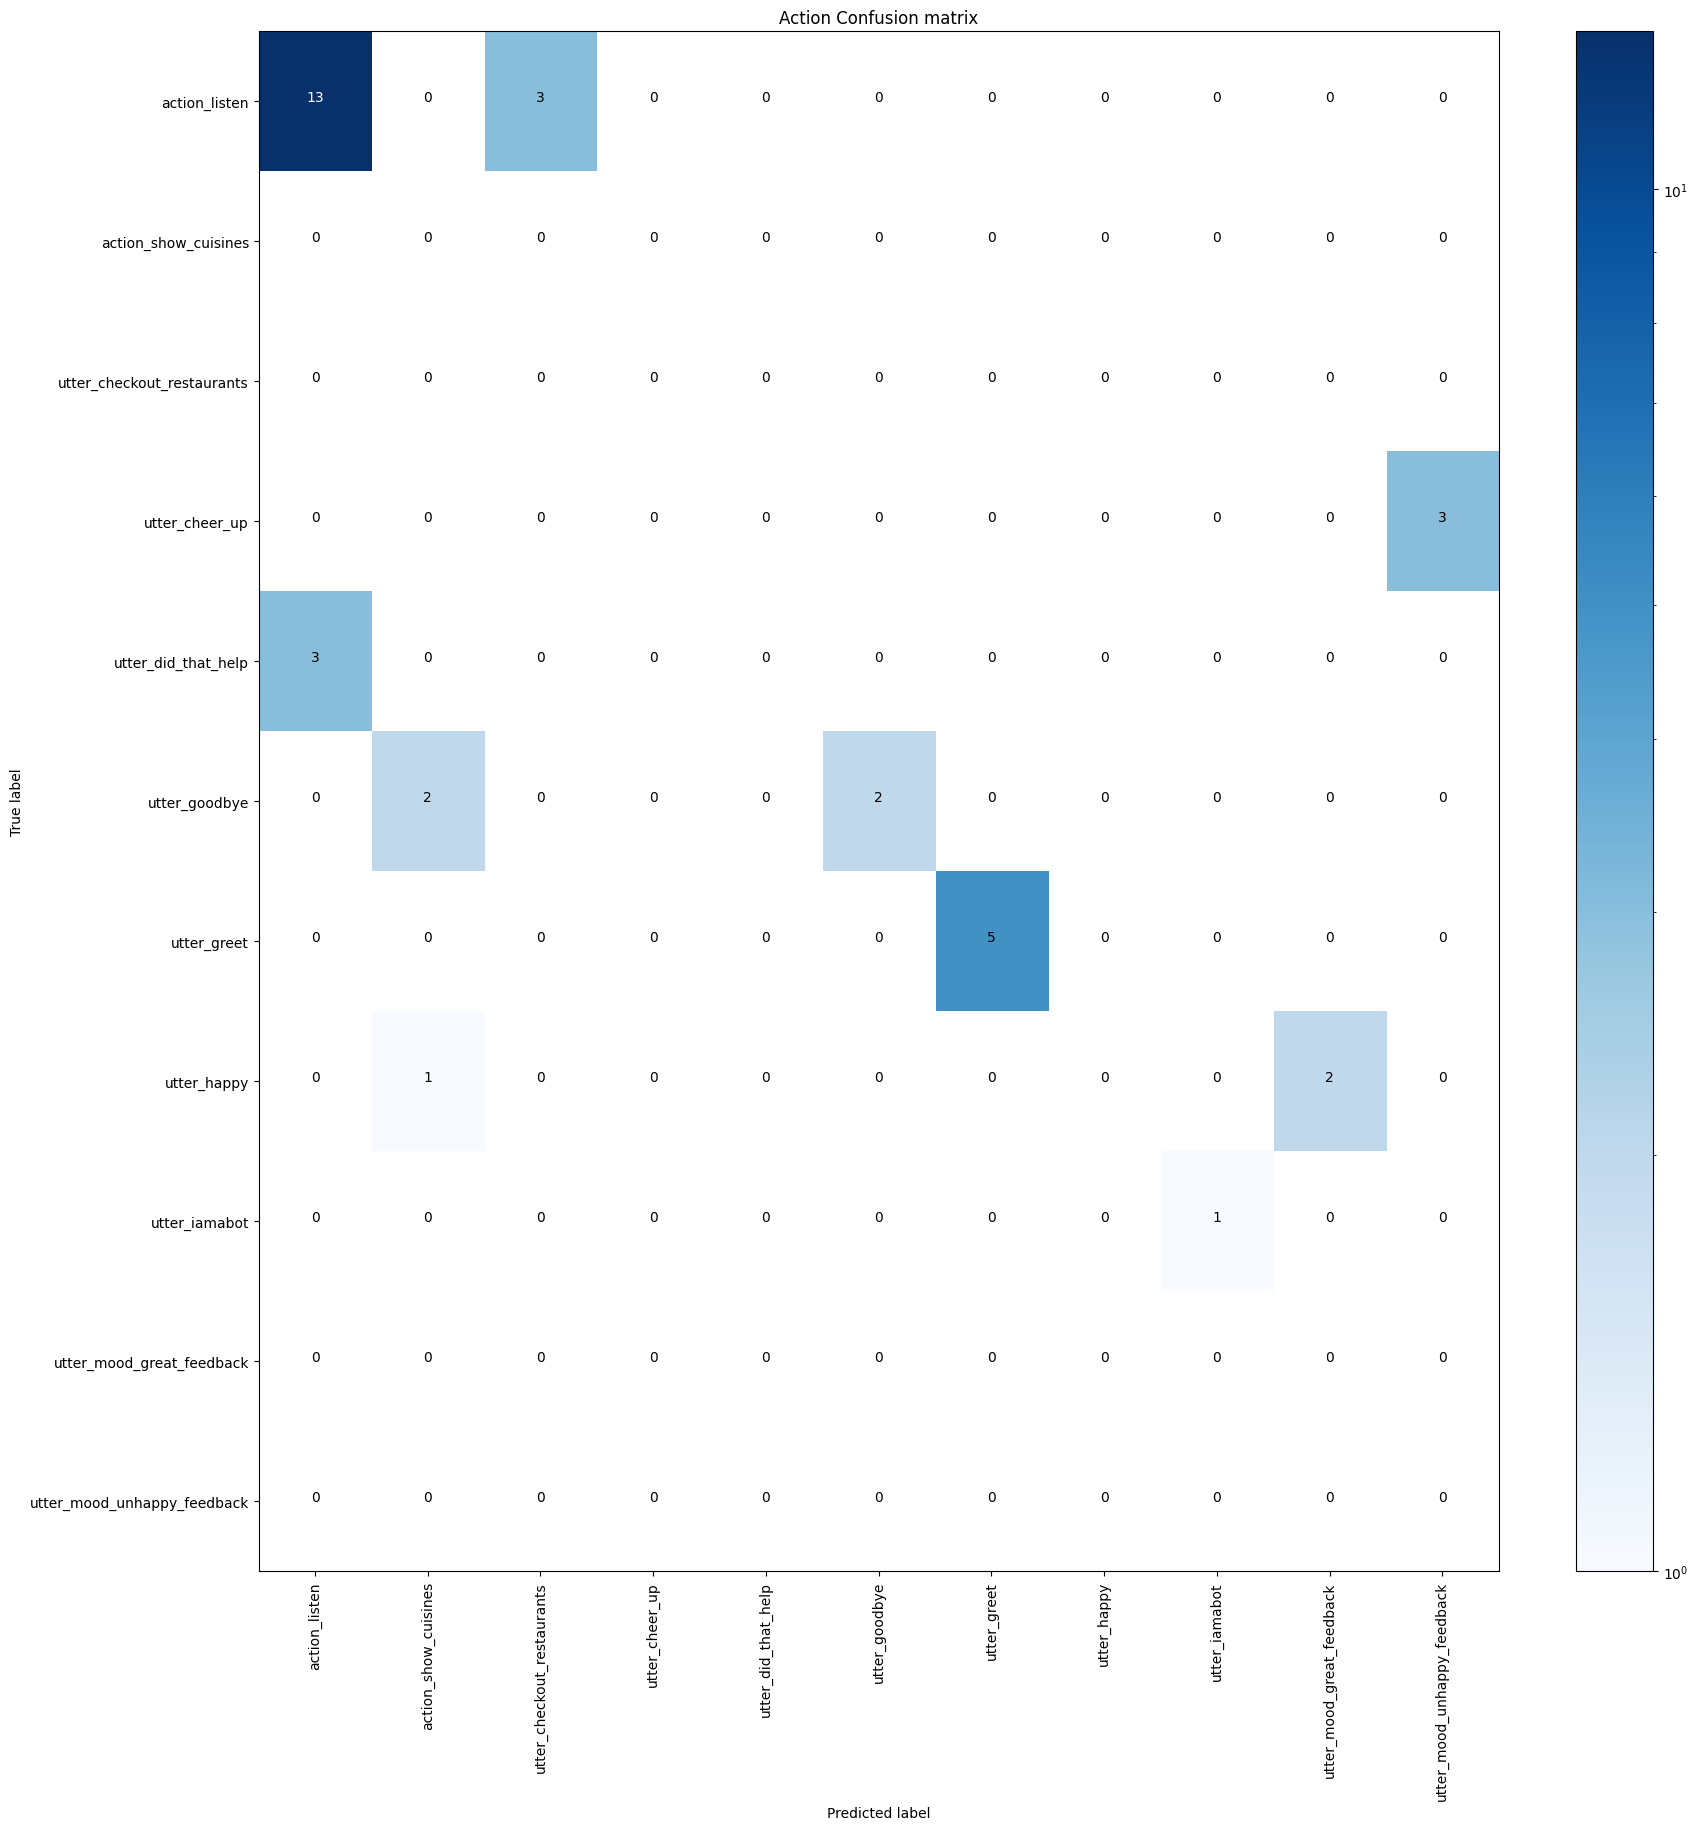 Action Confusion matrix
action_listen 13 0 3 0 0 0 0 0 0 0 0
action_show_cuisines 0 0 0 0 0 0 0 0 0 0 0
utter_checkout_restaurants 0 0 0 0 0 0 0 0 0 0 0
utter_cheer_up 0 0 0 0 0 0 0 0 0 0 3
utter_did_that_help 3 0 0 0 0 0 0 0 0 0 0
utter_goodbye 0 2 0 0 0 2 0 0 0 0 0
utter_greet 0 0 0 0 0 0 5 0 0 0 0
utter_happy 0 1 0 0 0 0 0 0 0 2 0
utter_iamabot 0 0 0 0 0 0 0 0 1 0 0
utter_mood_great_feedback 0 0 0 0 0 0 0 0 0 0 0
utter_mood_unhappy_feedback 0 0 0 0 0 0 0 0 0 0 0
True label
action_listen
action_show_cuisines
utter_checkout_restaurants
utter_cheer_up
utter_did_that_help
utter_goodbye
utter_greet
utter_happy
utter_iamabot
utter_mood_great_feedback
utter_mood_unhappy_feedback
Predicted label
10¹
10⁰